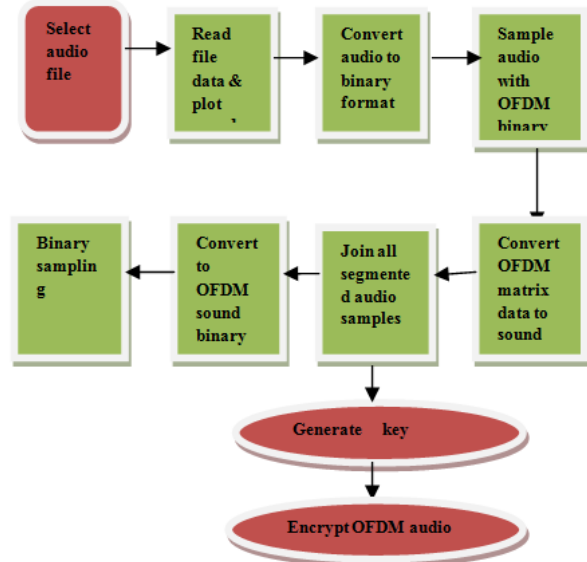 Select
audio
file
Read
file
data &
plot
Convert
audio to
binary
format
Sample
audio
with
OFDM
binary
Binary
samplin
g
Convert
to
OFDM
sound
binary
Join all
segmente
d audio
samples
Convert
OFDM
matrix
data to
sound
Generate key
Encrypt OFDM audio